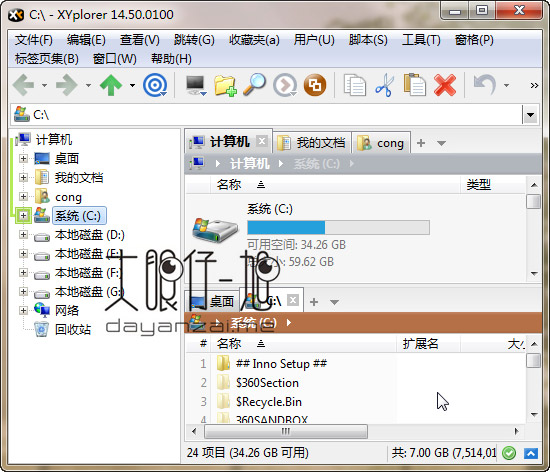 C:\ - XYplorer 14.50.0100
文件(F) 编辑(E) 查看(V) 跳转(G) 收藏夹(a) 用户(U) 脚本(S) 工具(T) 窗格(P)
标签页集(B) 窗口(W) 帮助(H)
C:\
计算机
桌面
我的文档
cong
系统 (C:)
本地磁盘 (D:)
本地磁盘 (E:)
本地磁盘 (F:)
本地磁盘 (G:)
网络
回收站
计算机 我的文档 cong
计算机 系统 (C:)
名称 类型
系统 (C:)
可用空间: 34.26 GB
总大小: 59.62 GB
大眼仔~旭
dayanzai.me
桌面 C:\
系统 (C:)
# 名称 扩展名 大小
1 ## Inno Setup ##
2 $360Section
3 $Recycle.Bin
4 360SANDBOX
24 项目 (34.26 GB 可用) 共: 7.00 GB (7,514,01